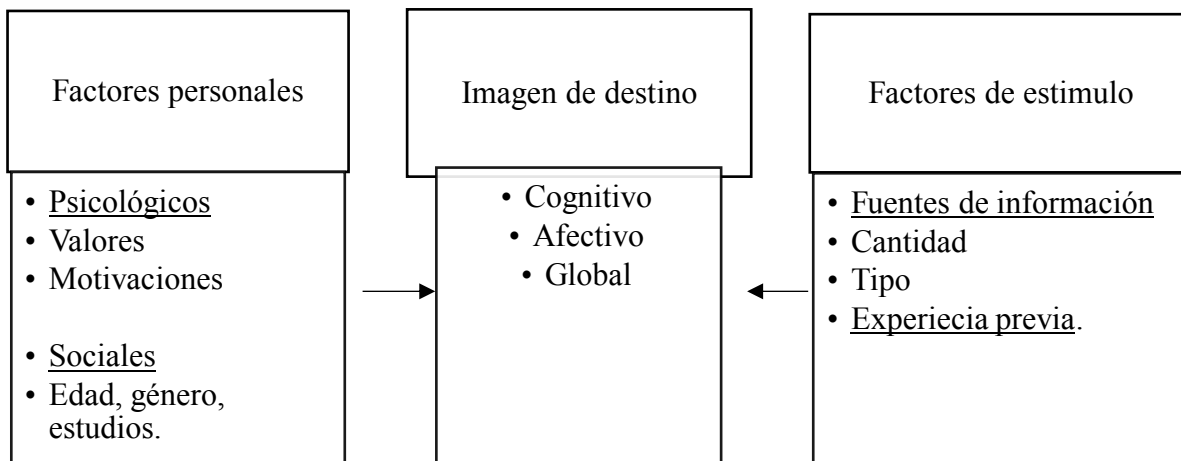 Factores personales
• Psicológicos
• Valores
• Motivaciones
• Sociales
• Edad, género,
estudios.
Imagen de destino
• Cognitivo
• Afectivo
• Global
Factores de estimulo
• Fuentes de información
• Cantidad
• Tipo
• Experiecia previa.